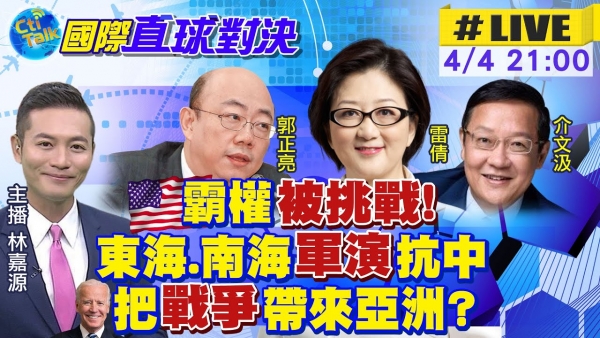 Cti Talk
國際直球對決
#LIVE
4/4 21:00
郭正亮
雷倩
介文汲
主播 林嘉源
霸權被挑戰!
東海.南海軍演抗中
把戰爭帶來亞洲?